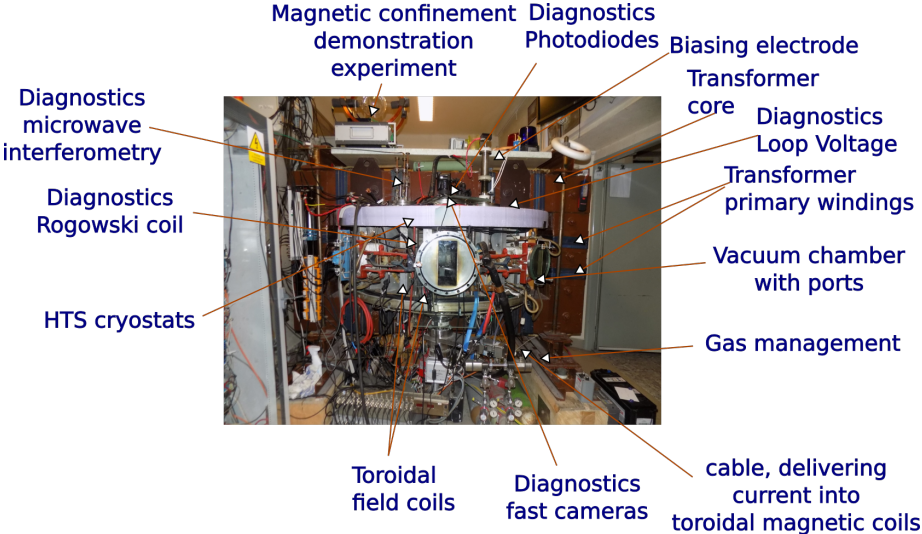 Magnetic confinement
demonstration
experiment
Diagnostics
Photodiodes
Biasing electrode
Transformer
core
Diagnostics
microwave
interferometry
Diagnostics
Loop Voltage
Transformer
primary windings
Diagnostics
Rogowski coil
Vacuum chamber
with ports
HTS cryostats
Gas management
Toroidal
field coils
Diagnostics
fast cameras
cable, delivering
current into
toroidal magnetic coils